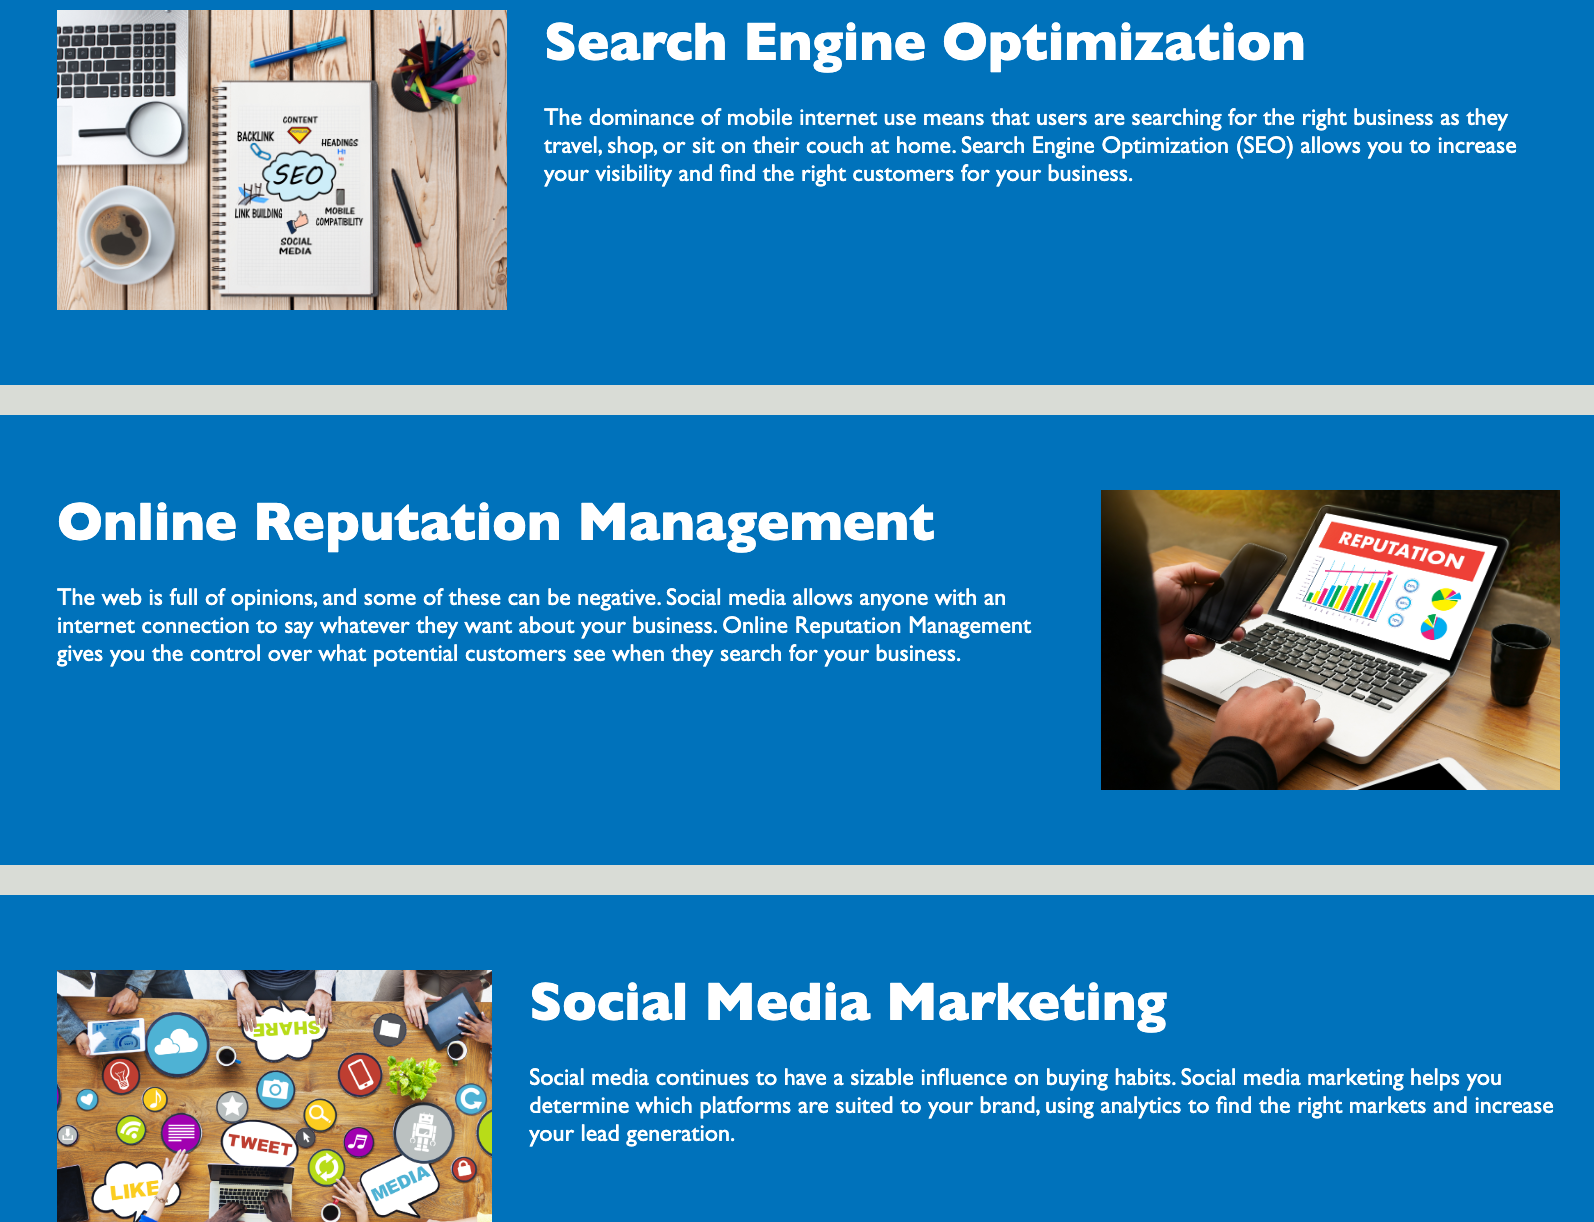 Search Engine Optimization
The dominance of mobile internet use means that users are searching for the right business as they
travel, shop, or sit on their couch at home. Search Engine Optimization (SEO) allows you to increase
your visibility and find the right customers for your business.
CONTENT
BACKLINK
HEADINGS
H1
SEO
LINK BUILDING
MOBILE
COMPATIBILITY
SOCIAL
MEDIA
Online Reputation Management
The web is full of opinions, and some of these can be negative. Social media allows anyone with an
internet connection to say whatever they want about your business. Online Reputation Management
gives you the control over what potential customers see when they search for your business.
REPUTATION
Social Media Marketing
Social media continues to have a sizable influence on buying habits. Social media marketing helps you
determine which platforms are suited to your brand, using analytics to find the right markets and increase
your lead generation.
SHARE
TWEET
LIKE
MEDIA